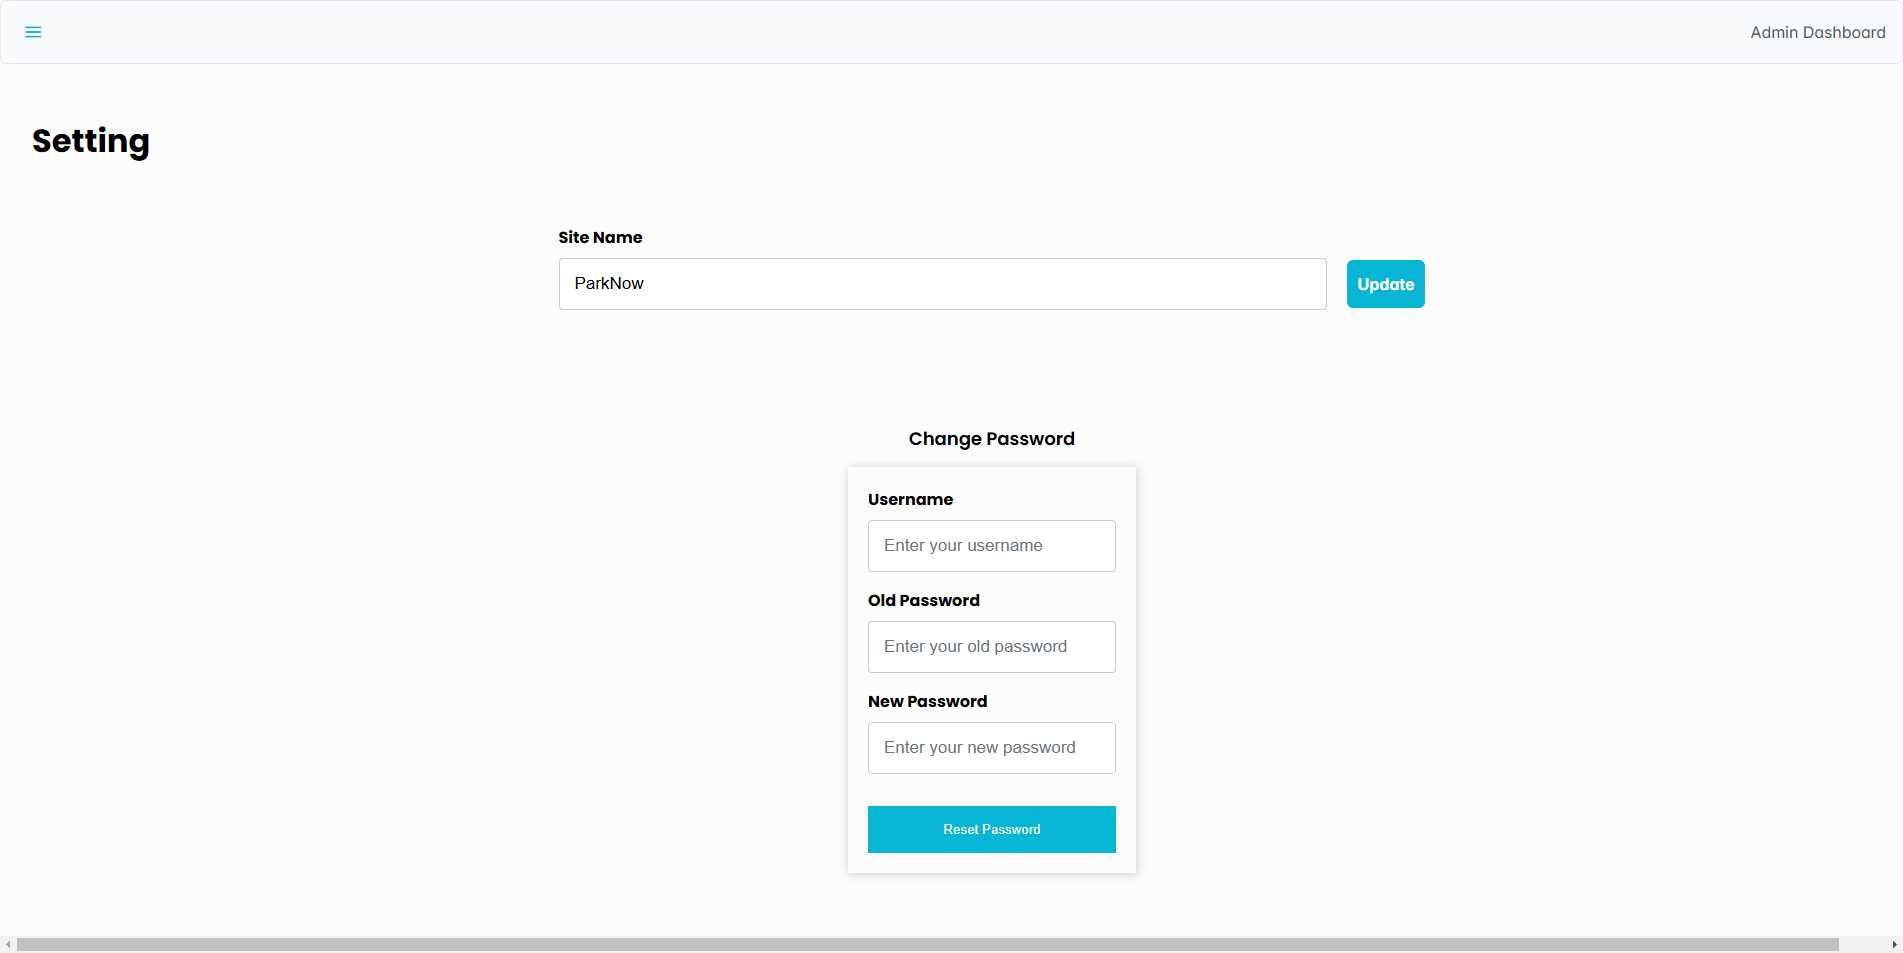 Admin Dashboard
Setting
Site Name
ParkNow
Update
Change Password
Username
Enter your username
Old Password
Enter your old password
New Password
Enter your new password
Reset Password